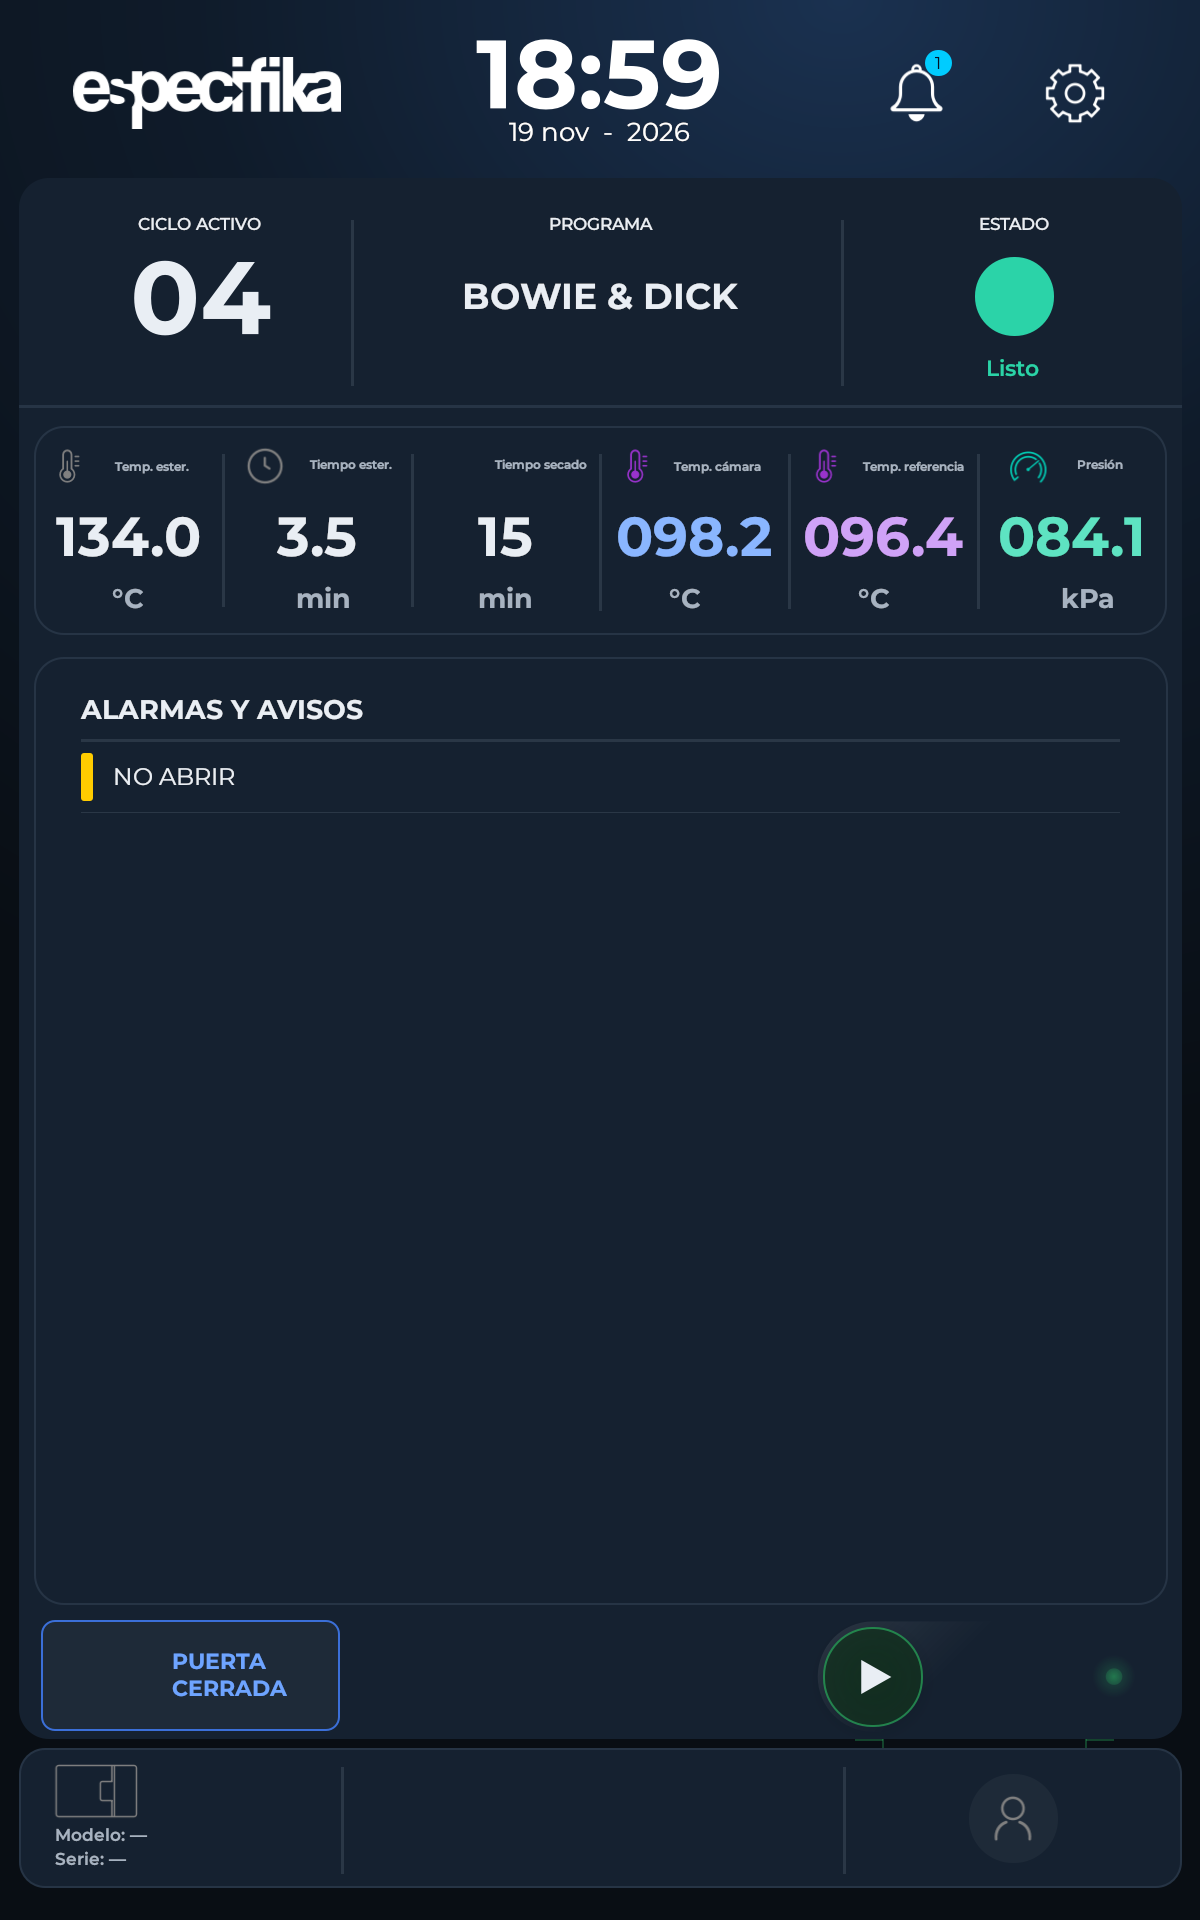 especifika
18:59
19 nov - 2026
1
CICLO ACTIVO
04
PROGRAMA
BOWIE & DICK
ESTADO
Listo
Temp. ester.
134.0
°C
Tiempo ester.
3.5
min
Tiempo secado
15
min
Temp. cámara
098.2
°C
Temp. referencia
096.4
°C
Presión
084.1
kPa
ALARMAS Y AVISOS
NO ABRIR
PUERTA
CERRADA
Modelo: —
Serie: —